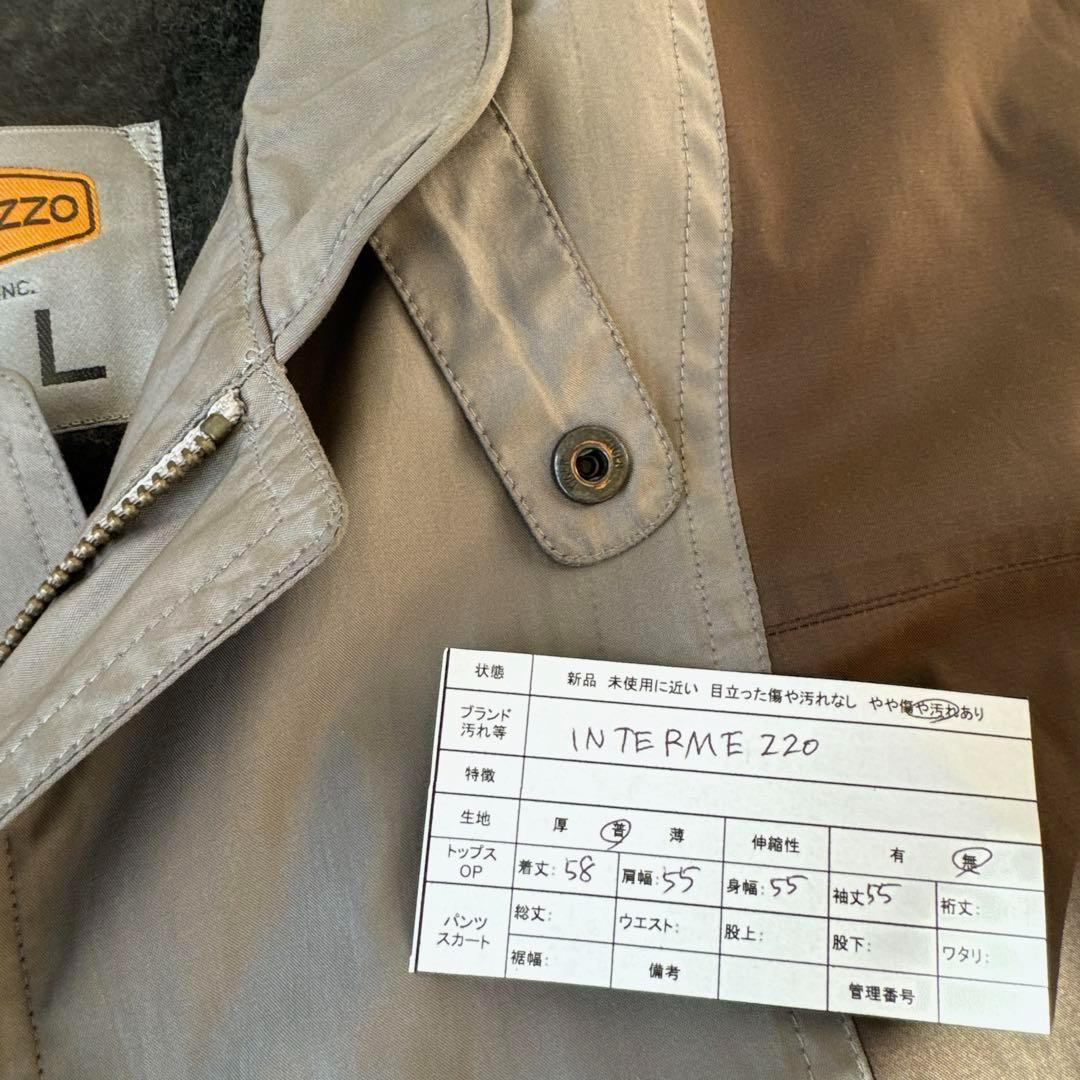 ZZO
INC.
L
状態 新品 未使用に近い 目立った傷や汚れなし やや傷や汚れあり
ブランド
汚れ等
INTERMEZZO
特徴
生地 厚 普 薄 伸縮性 有 無
トップス
OP
着丈: 58 肩幅: 55 身幅: 55 袖丈 55 裄丈:
パンツ
スカート
総丈: ウエスト: 股上: 股下: ワタリ:
裾幅: 備考 管理番号